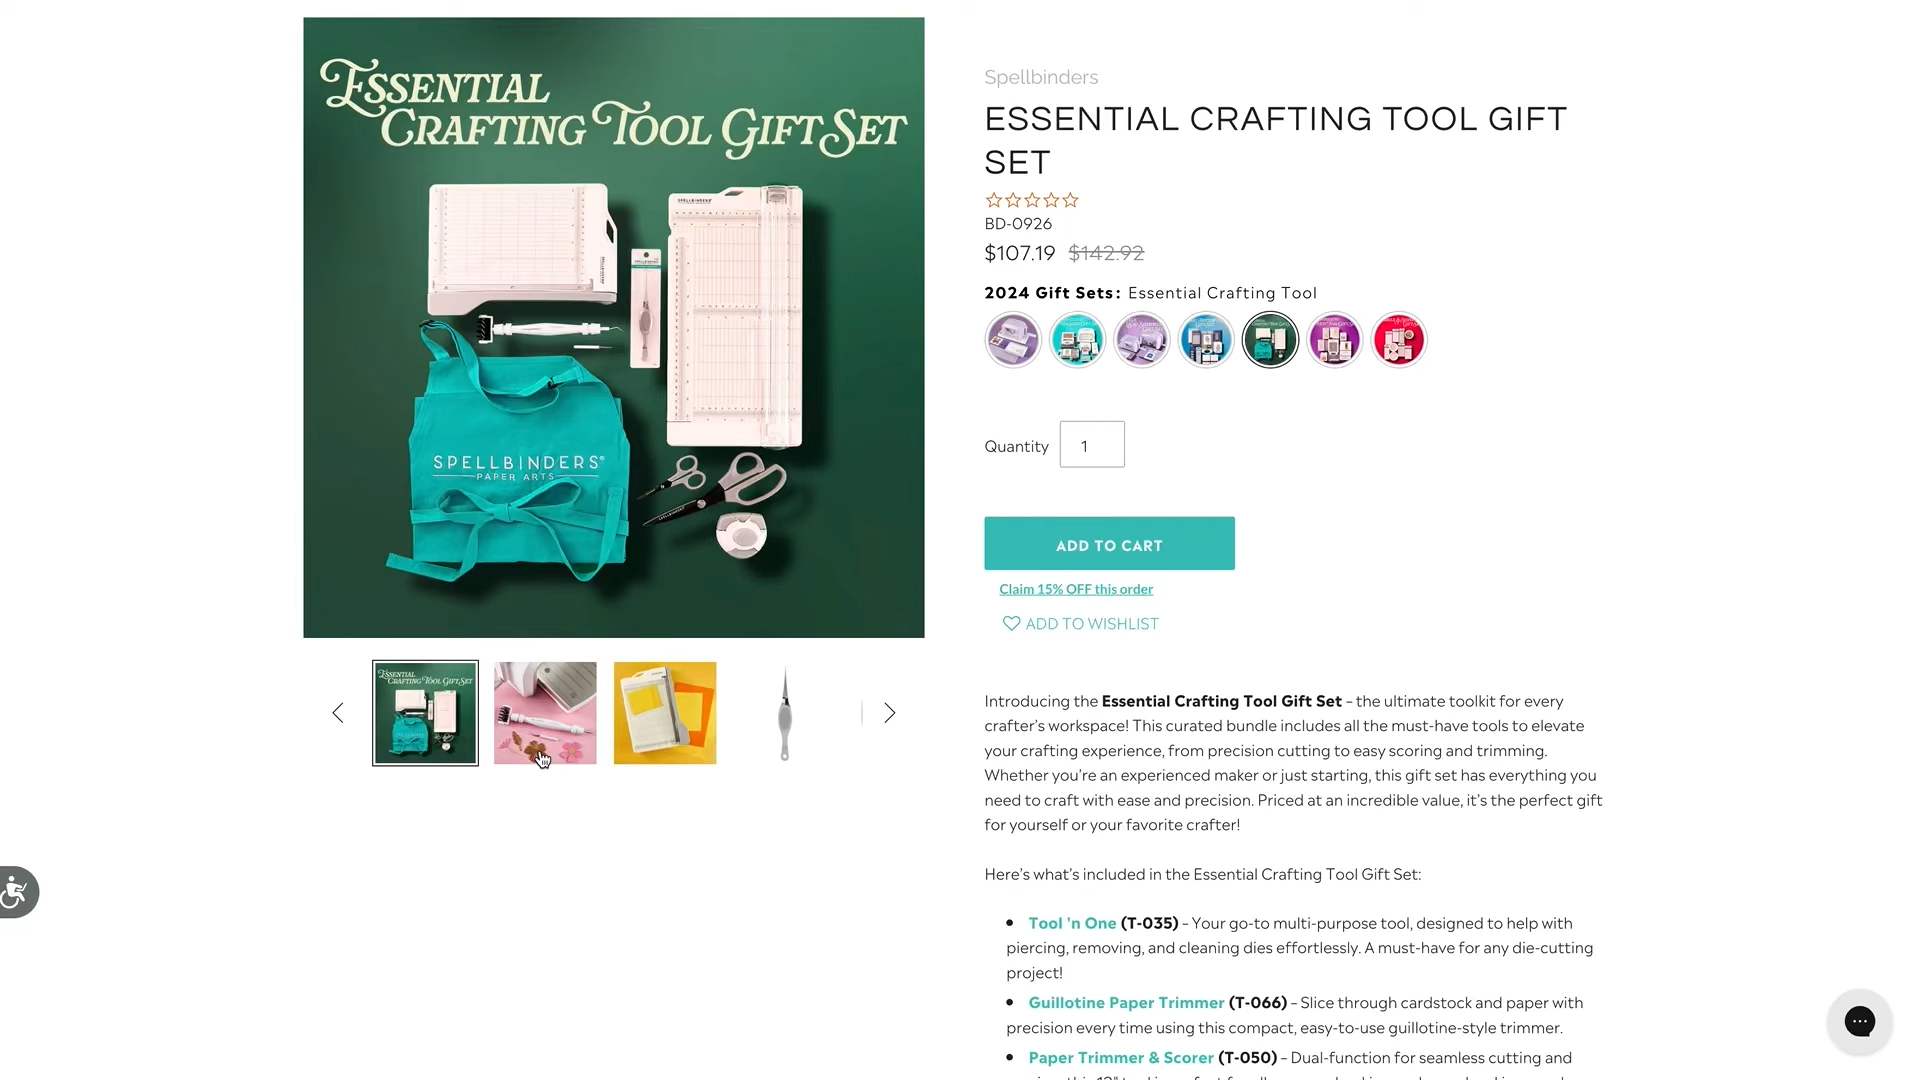 ESSENTIAL
CRAFTING TOOL GIFT SET
SPELLBINDERS®
PAPER ARTS
Spellbinders
ESSENTIAL CRAFTING TOOL GIFT
SET
BD-0926
$107.19 $142.92
2024 Gift Sets: Essential Crafting Tool
Quantity 1
ADD TO CART
Claim 15% OFF this order
ADD TO WISHLIST
Introducing the Essential Crafting Tool Gift Set – the ultimate toolkit for every
crafter’s workspace! This curated bundle includes all the must-have tools to elevate
your crafting experience, from precision cutting to easy scoring and trimming.
Whether you’re an experienced maker or just starting, this gift set has everything you
need to craft with ease and precision. Priced at an incredible value, it’s the perfect gift
for yourself or your favorite crafter!
Here’s what’s included in the Essential Crafting Tool Gift Set:
• Tool 'n One (T-035) – Your go-to multi-purpose tool, designed to help with
piercing, removing, and cleaning dies effortlessly. A must-have for any die-cutting
project!
• Guillotine Paper Trimmer (T-066) – Slice through cardstock and paper with
precision every time using this compact, easy-to-use guillotine-style trimmer.
• Paper Trimmer & Scorer (T-050) – Dual-function for seamless cutting and